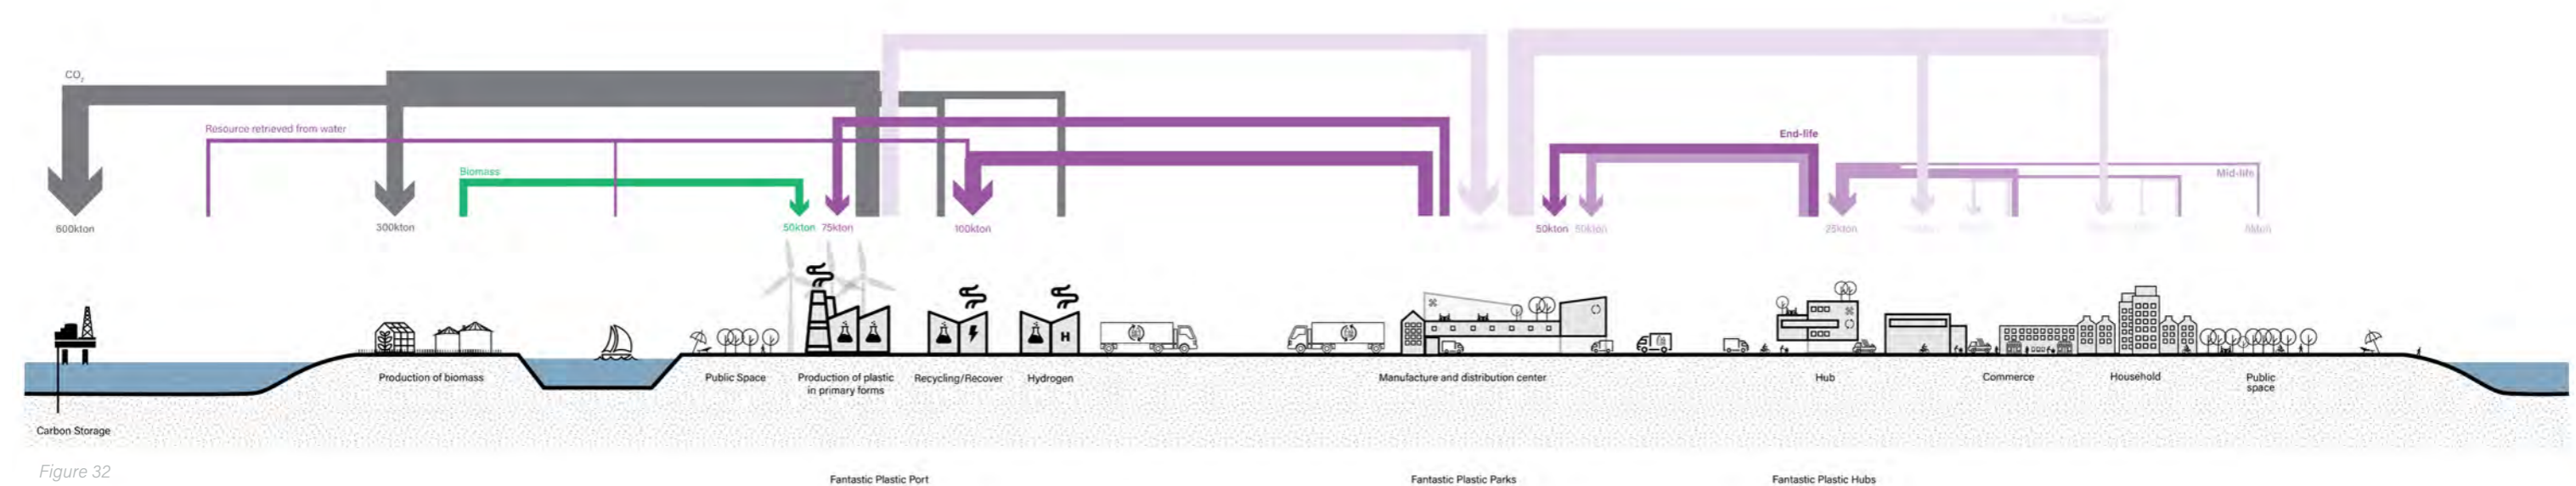 CO₂
Resource retrieved from water
Biomass
End-life
Mid-life
600kton
300kton
50kton
75kton
100kton
50kton
50kton
25kton
H
Production of biomass
Public Space
Production of plastic
in primary forms
Recycling/Recover
Hydrogen
Manufacture and distribution center
Hub
Commerce
Household
Public
space
Carbon Storage
Figure 32
Fantastic Plastic Port
Fantastic Plastic Parks
Fantastic Plastic Hubs